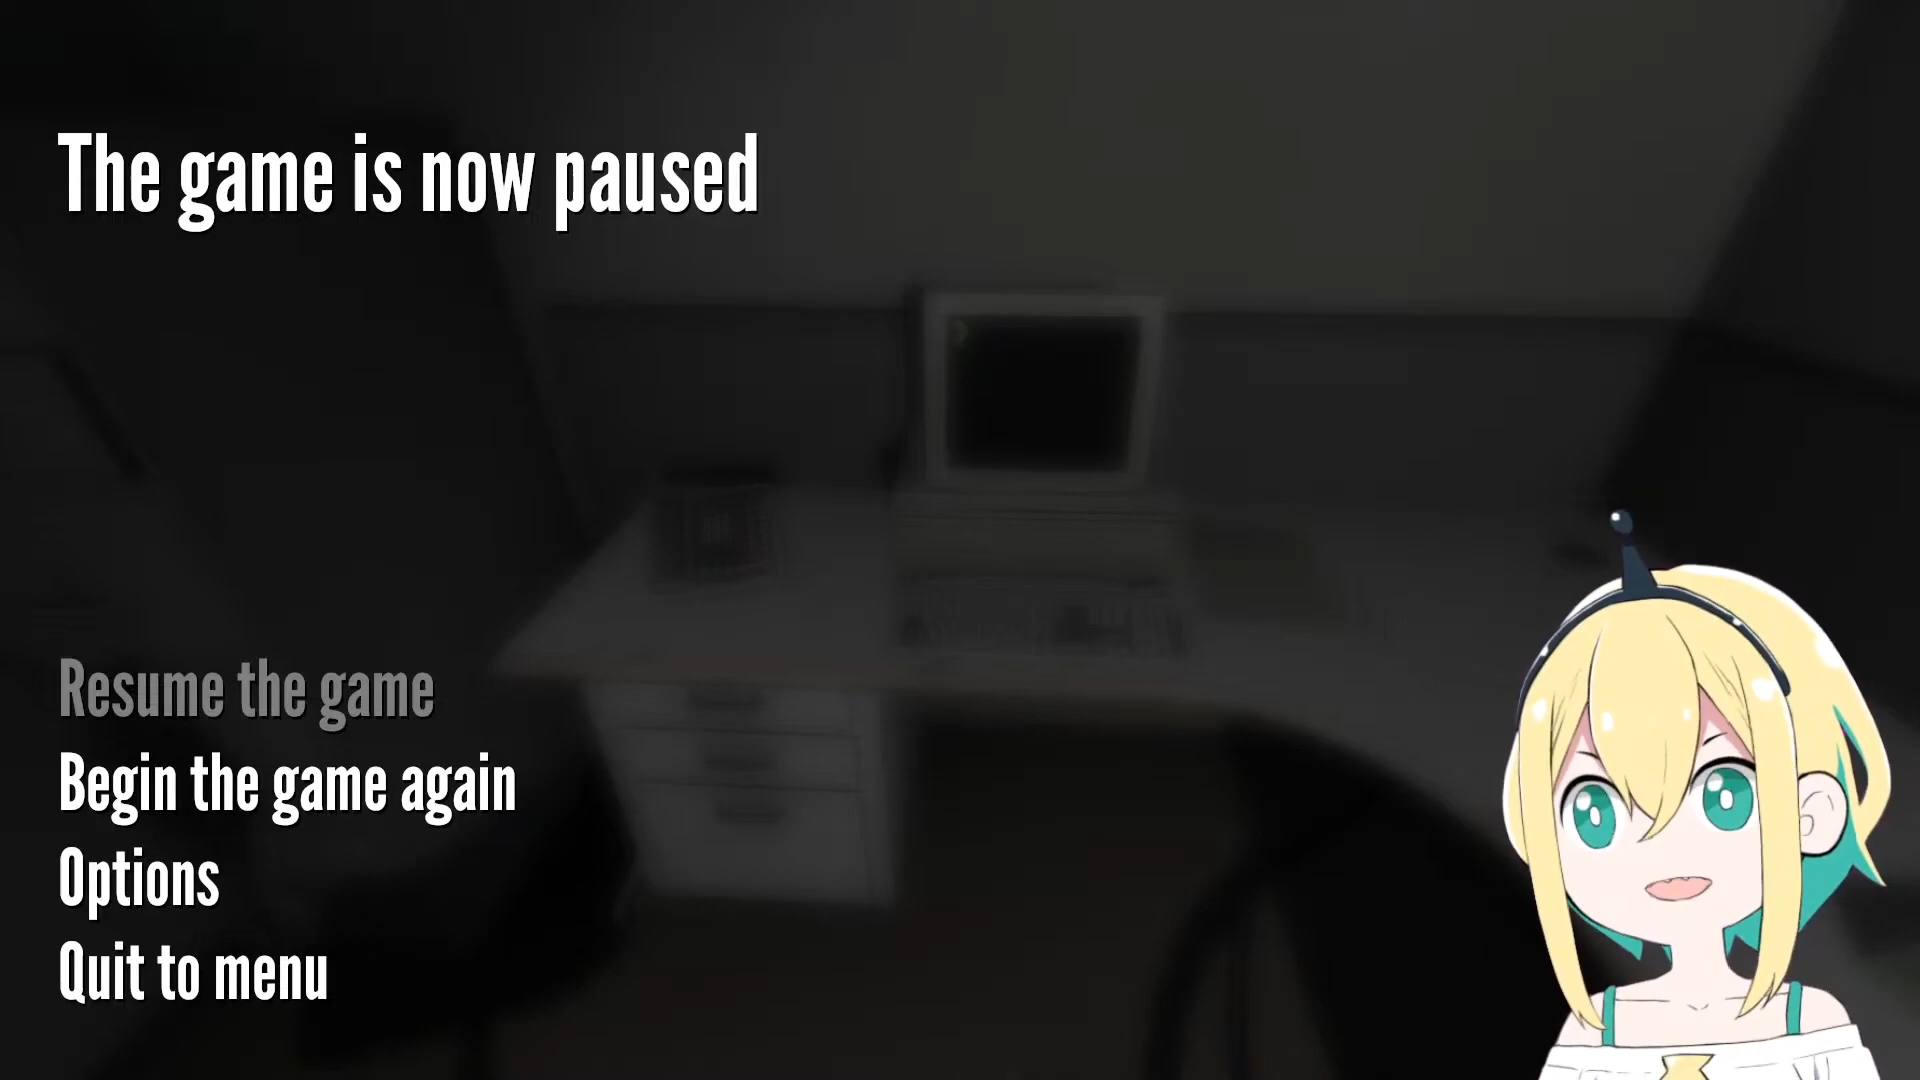 The game is now paused
Resume the game
Begin the game again
Options
Quit to menu